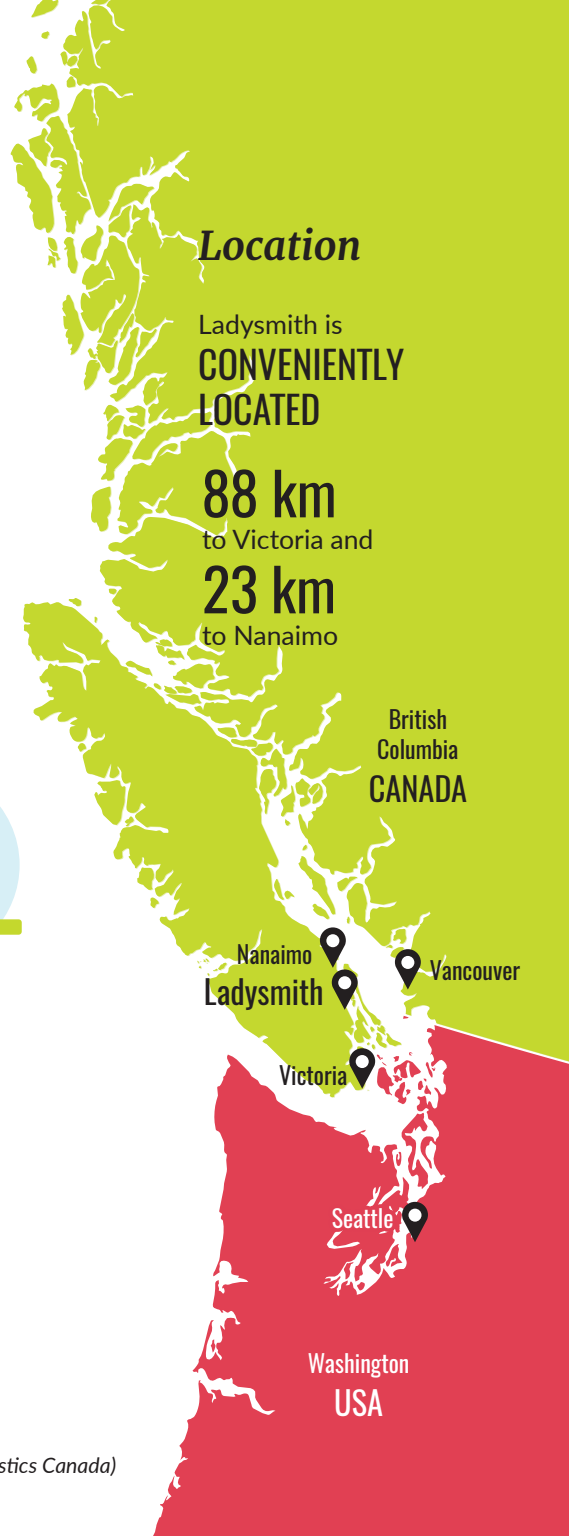 Location
Ladysmith is
CONVENIENTLY
LOCATED
88 km
to Victoria and
23 km
to Nanaimo
British
Columbia
CANADA
Nanaimo
Vancouver
Ladysmith
Victoria
Seattle
Washington
USA
Canada)